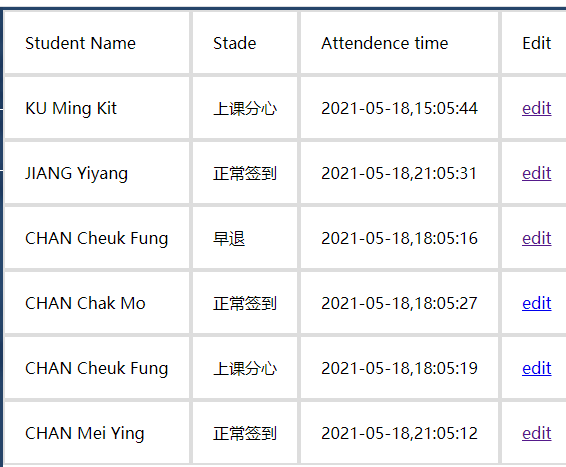 Student Name Stade Attendence time Edit
KU Ming Kit 上课分心 2021-05-18,15:05:44 edit
JIANG Yiyang 正常签到 2021-05-18,21:05:31 edit
CHAN Cheuk Fung 早退 2021-05-18,18:05:16 edit
CHAN Chak Mo 正常签到 2021-05-18,18:05:27 edit
CHAN Cheuk Fung 上课分心 2021-05-18,18:05:19 edit
CHAN Mei Ying 正常签到 2021-05-18,21:05:12 edit